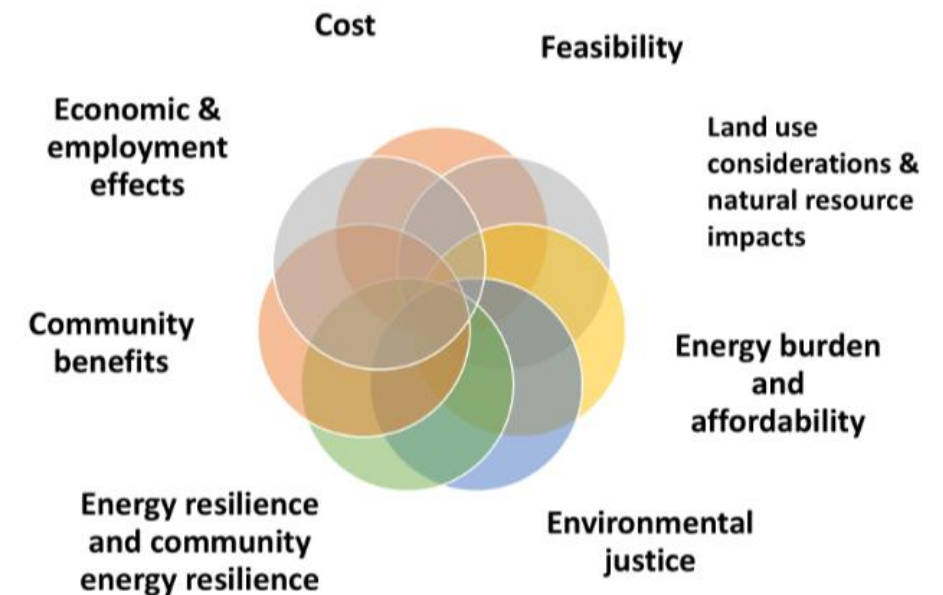 Cost
Feasibility
Economic &
employment
effects
Land use
considerations &
natural resource
impacts
Community
benefits
Energy burden
and
affordability
Energy resilience
and community
energy resilience
Environmental
justice